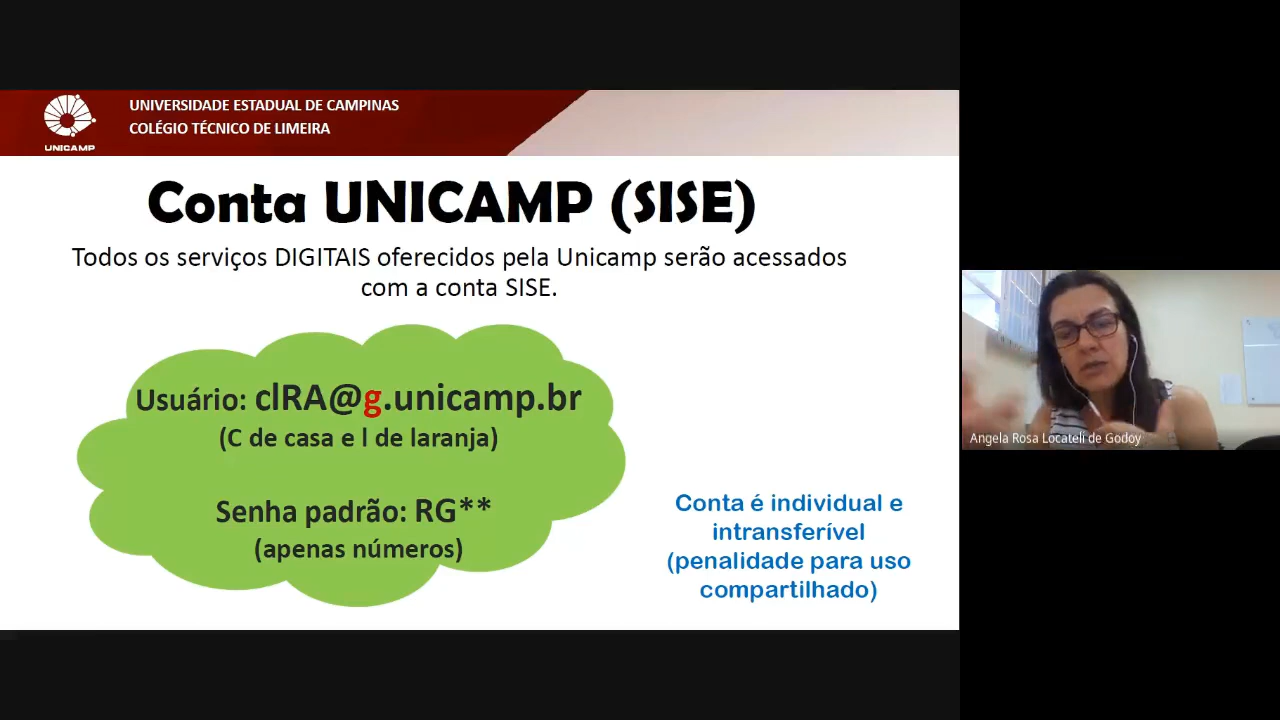 UNIVERSIDADE ESTADUAL DE CAMPINAS
COLÉGIO TÉCNICO DE LIMEIRA
UNICAMP
Conta UNICAMP (SISE)
Todos os serviços DIGITAIS oferecidos pela Unicamp serão acessados
com a conta SISE.
Usuário: clRA@g.unicamp.br
(C de casa e l de laranja)
Senha padrão: RG**
(apenas números)
Conta é individual e
intransferível
(penalidade para uso
compartilhado)
Angela Rosa Locateli de Godoy